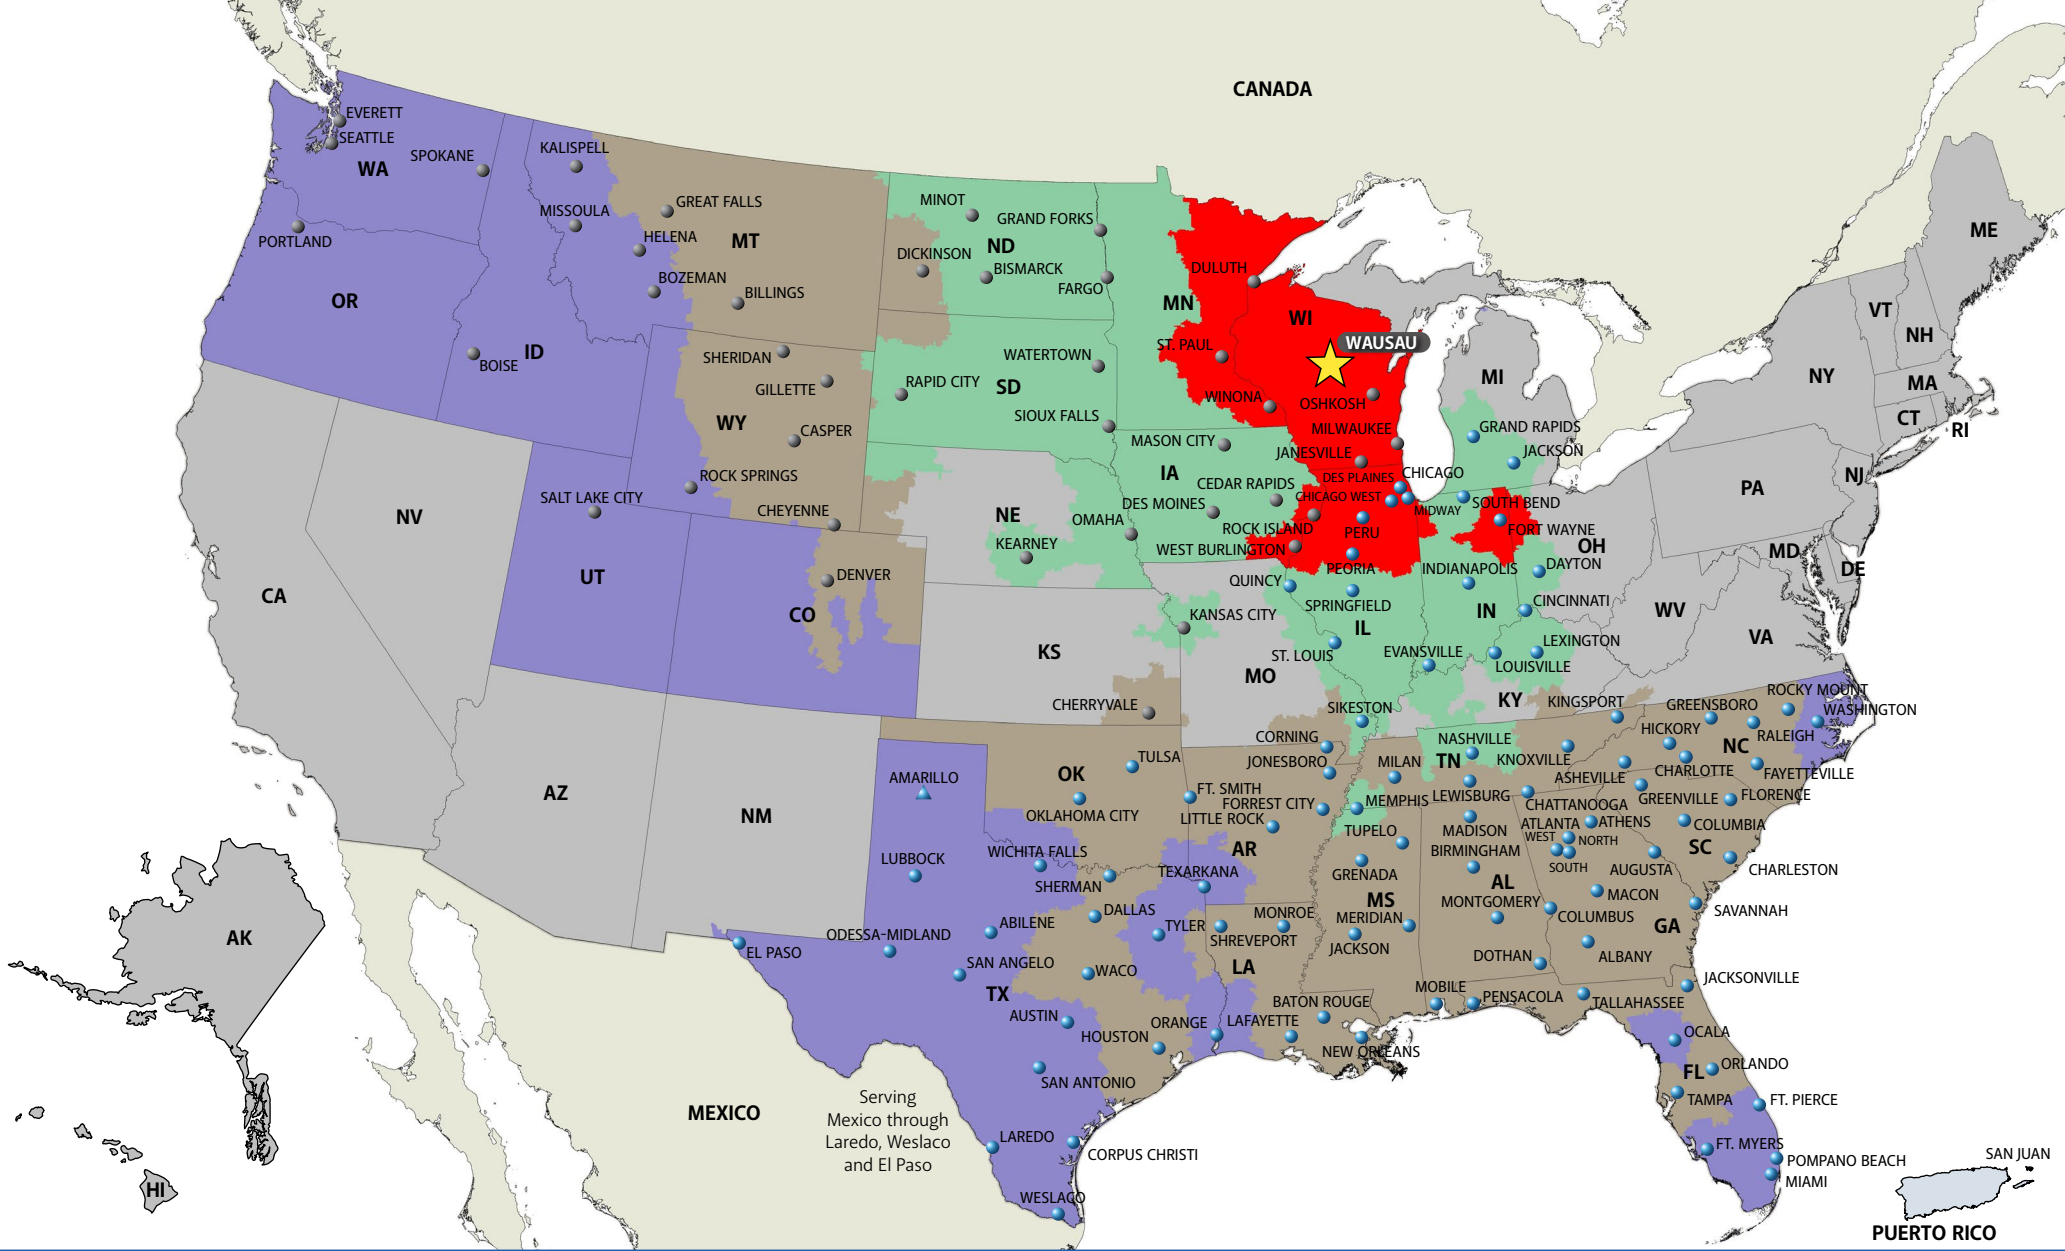 CANADA
EVERETT
SEATTLE
SPOKANE
WA
KALISPELL
PORTLAND
MISSOULA
GREAT FALLS
HELENA
MT
BOZEMAN
BILLINGS
OR
ID
BOISE
MINOT
GRAND FORKS
ND
DICKINSON
BISMARCK
FARGO
DULUTH
MN
WI
ST. PAUL
WAUSAU
SHERIDAN
GILLETTE
WY
CASPER
ROCK SPRINGS
CHEYENNE
WATERTOWN
RAPID CITY
SD
SIOUX FALLS
WINONA
OSHKOSH
MILWAUKEE
JANESVILLE
MASON CITY
IA
CEDAR RAPIDS
DES MOINES
ROCK ISLAND
WEST BURLINGTON
DES PLAINES
CHICAGO
CHICAGO WEST
MIDWAY
PERU
PEORIA
MI
GRAND RAPIDS
JACKSON
SOUTH BEND
FORT WAYNE
OH
ME
VT
NH
NY
MA
CT
RI
PA
NJ
MD
DE
WV
VA
SALT LAKE CITY
NV
UT
CA
DENVER
CO
NE
OMAHA
KEARNEY
KANSAS CITY
KS
MO
CHERRYVALE
QUINCY
SPRINGFIELD
IL
ST. LOUIS
INDIANAPOLIS
DAYTON
CINCINNATI
IN
EVANSVILLE
LEXINGTON
LOUISVILLE
KY
SIKESTON
KINGSPORT
GREENSBORO
ROCKY MOUNT
WASHINGTON
HICKORY
RALEIGH
NC
CHARLOTTE
FAYETTEVILLE
ASHEVILLE
GREENVILLE
FLORENCE
COLUMBIA
SC
CHARLESTON
CORNING
JONESBORO
NASHVILLE
TN
KNOXVILLE
MILAN
MEMPHIS
LEWISBURG
CHATTANOOGA
ATLANTA
ATHENS
WEST
NORTH
SOUTH
AUGUSTA
MACON
COLUMBUS
GA
SAVANNAH
ALBANY
AZ
NM
AMARILLO
OK
TULSA
OKLAHOMA CITY
FT. SMITH
FORREST CITY
LITTLE ROCK
AR
TEXARKANA
TUPELO
GRENADA
MS
MERIDIAN
JACKSON
MADISON
BIRMINGHAM
AL
MONTGOMERY
DOTHAN
LUBBOCK
WICHITA FALLS
SHERMAN
DALLAS
ABILENE
TYLER
ODESSA-MIDLAND
SAN ANGELO
WACO
EL PASO
TX
AUSTIN
HOUSTON
ORANGE
SAN ANTONIO
LAREDO
CORPUS CHRISTI
WESLACO
MONROE
SHREVEPORT
LA
BATON ROUGE
LAFAYETTE
NEW ORLEANS
MOBILE
PENSACOLA
TALLAHASSEE
JACKSONVILLE
OCALA
FL
ORLANDO
TAMPA
FT. PIERCE
FT. MYERS
POMPANO BEACH
MIAMI
AK
HI
MEXICO
Serving
Mexico through
Laredo, Weslaco
and El Paso
SAN JUAN
PUERTO RICO